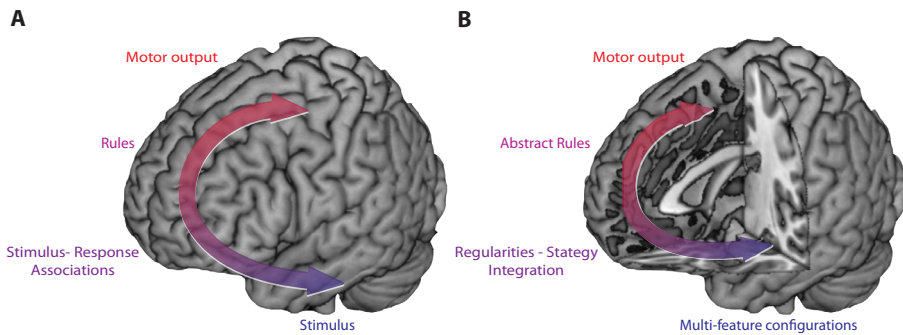 A
Motor output
Rules
Stimulus- Response
Associations
Stimulus
B
Motor output
Abstract Rules
Regularities - Stategy
Integration
Multi-feature configurations